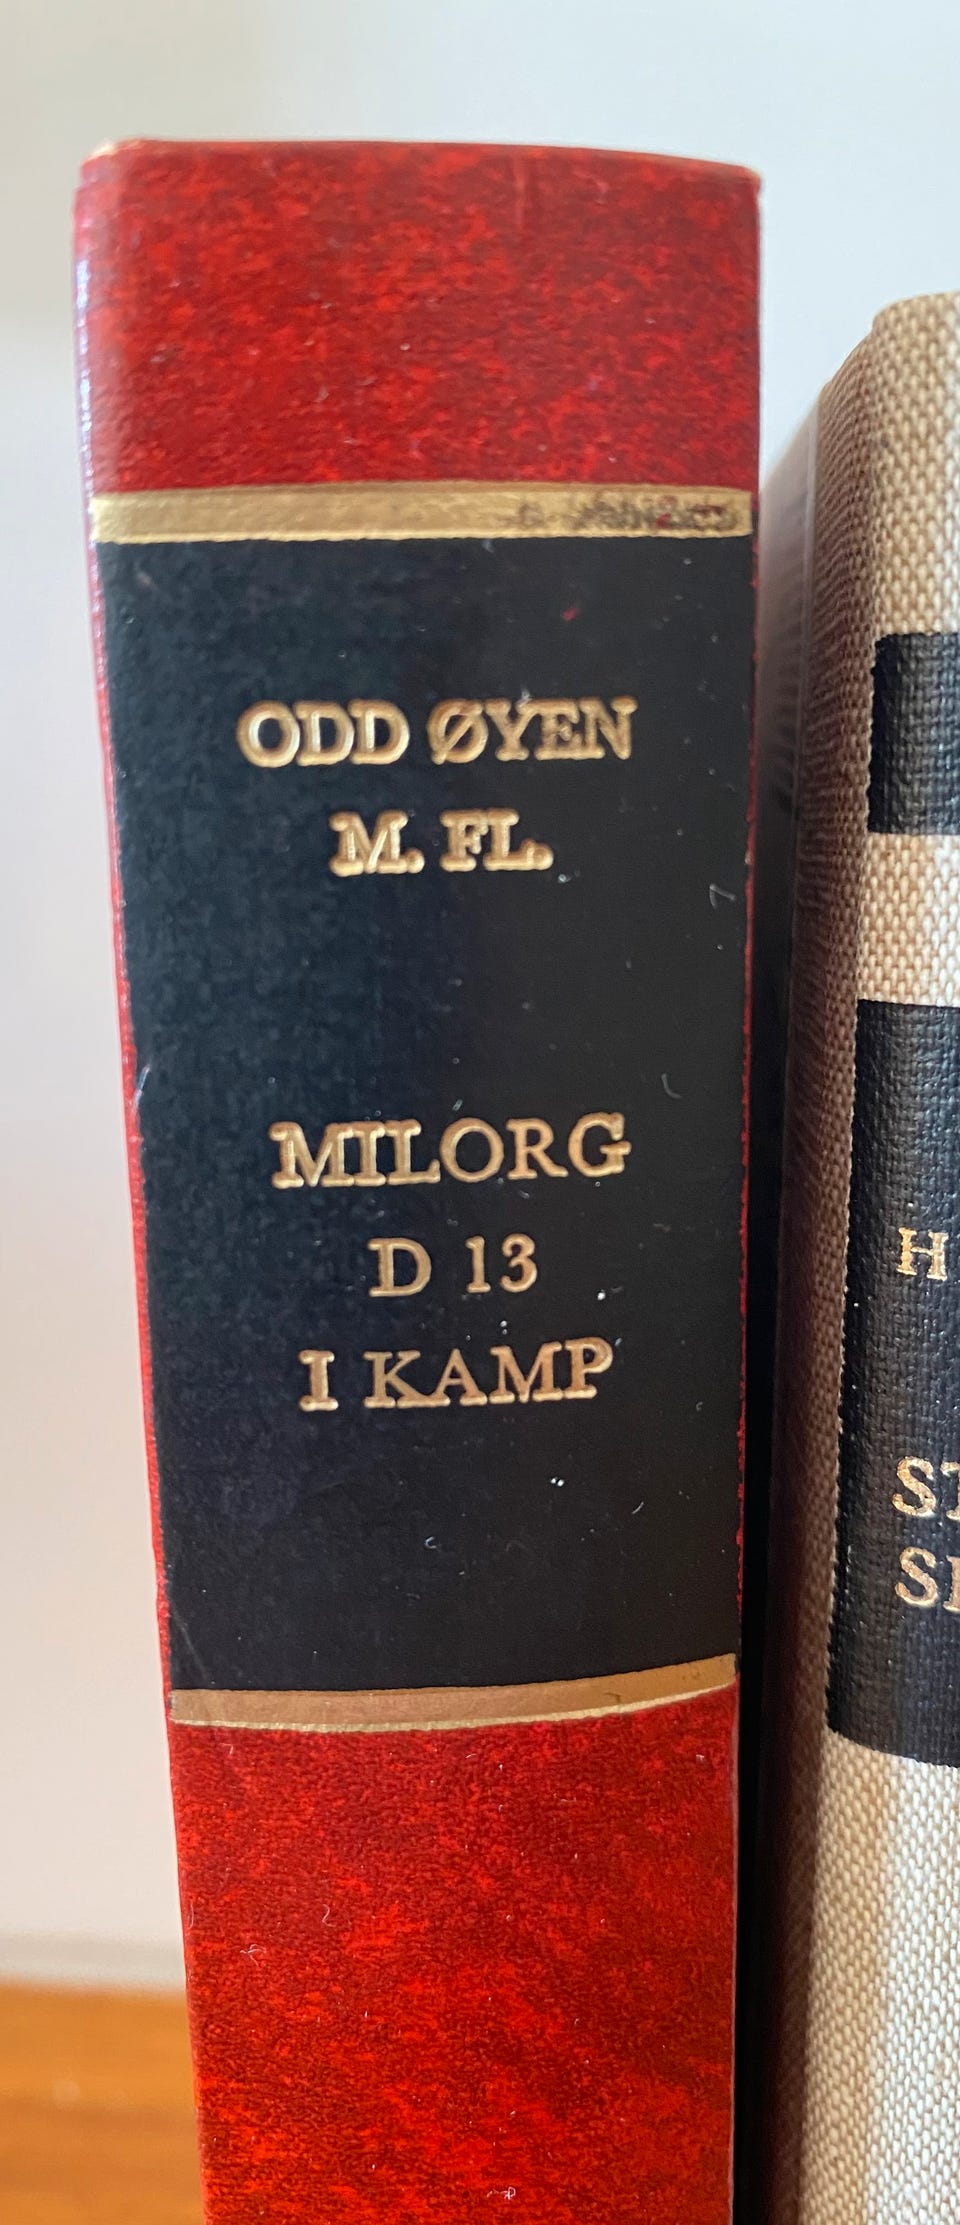 ODD ØYEN
M. FL.
MILORG
D 13
I KAMP
H